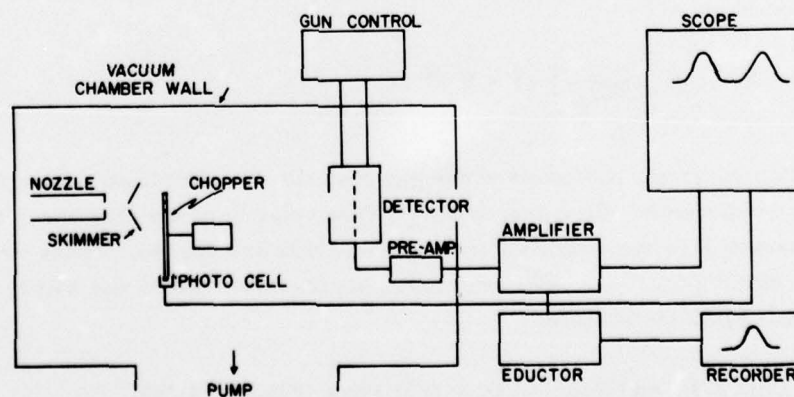 GUN CONTROL
SCOPE
VACUUM
CHAMBER WALL
NOZZLE
CHOPPER
DETECTOR
SKIMMER
PRE-AMP.
AMPLIFIER
PHOTO CELL
EDUCTOR
RECORDER
PUMP